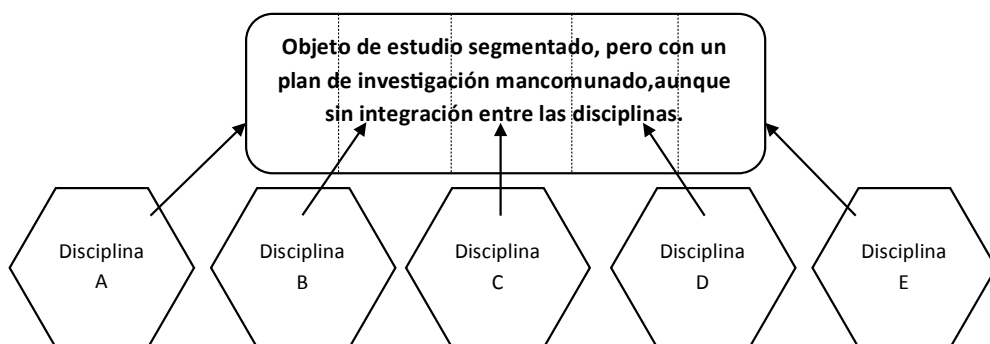 Objeto de estudio segmentado, pero con un
plan de investigación mancomunado,aunque
sin integración entre las disciplinas.
Disciplina
A
Disciplina
B
Disciplina
C
Disciplina
D
Disciplina
E